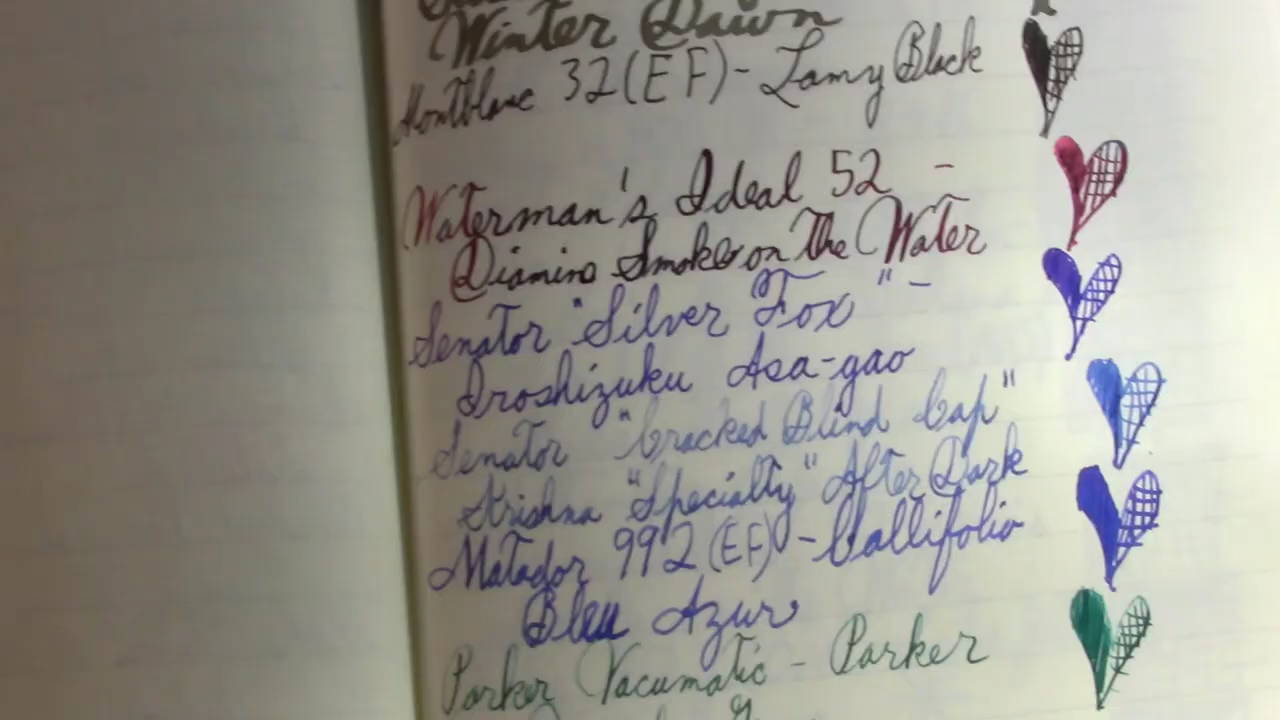 Winter Dawn
Montblanc 32 (EF) - Lamy Black
Waterman's Ideal 52 -
Diamine Smoke on the Water
Senator "Silver Fox" -
Iroshizuku Asa-gao
Senator "Cracked Blind Cap"
Krishna "Specialty" After Dark
Matador 992 (EF) - Callifolio
Bleu Azur
Parker Vacumatic - Parker